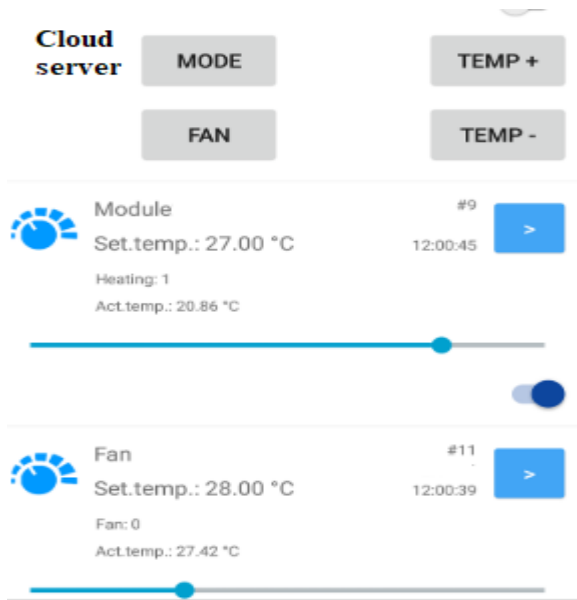 Cloud
server
MODE
TEMP +
FAN
TEMP -
Module
#9
Set.temp.: 27.00 °C
12:00:45
>
Heating: 1
Act.temp.: 20.86 °C
Fan
#11
Set.temp.: 28.00 °C
12:00:39
>
Fan: 0
Act.temp.: 27.42 °C